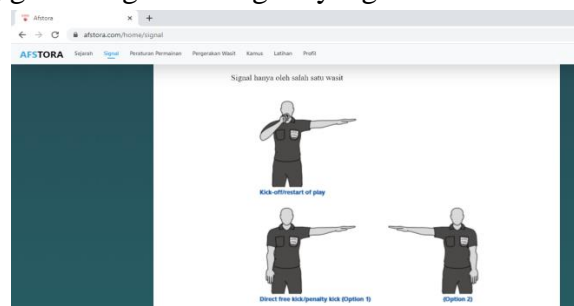 Afstora
afstora.com/home/signal
AFSTORA Sejarah Signal Peraturan Permainan Pergerakan Wasit Kamus Latihan Profil
Signal hanya oleh salah satu wasit
Kick-off/restart of play
Direct free kick/penalty kick (Option 1) (Option 2)